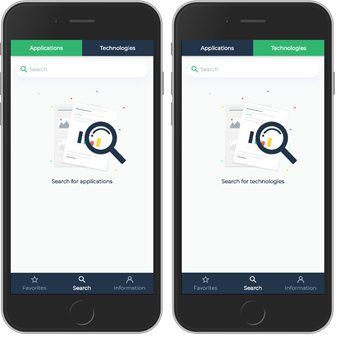 Applications Technologies
Search
Search for applications
Favorites Search Information
Applications Technologies
Search
Search for technologies
Favorites Search Information